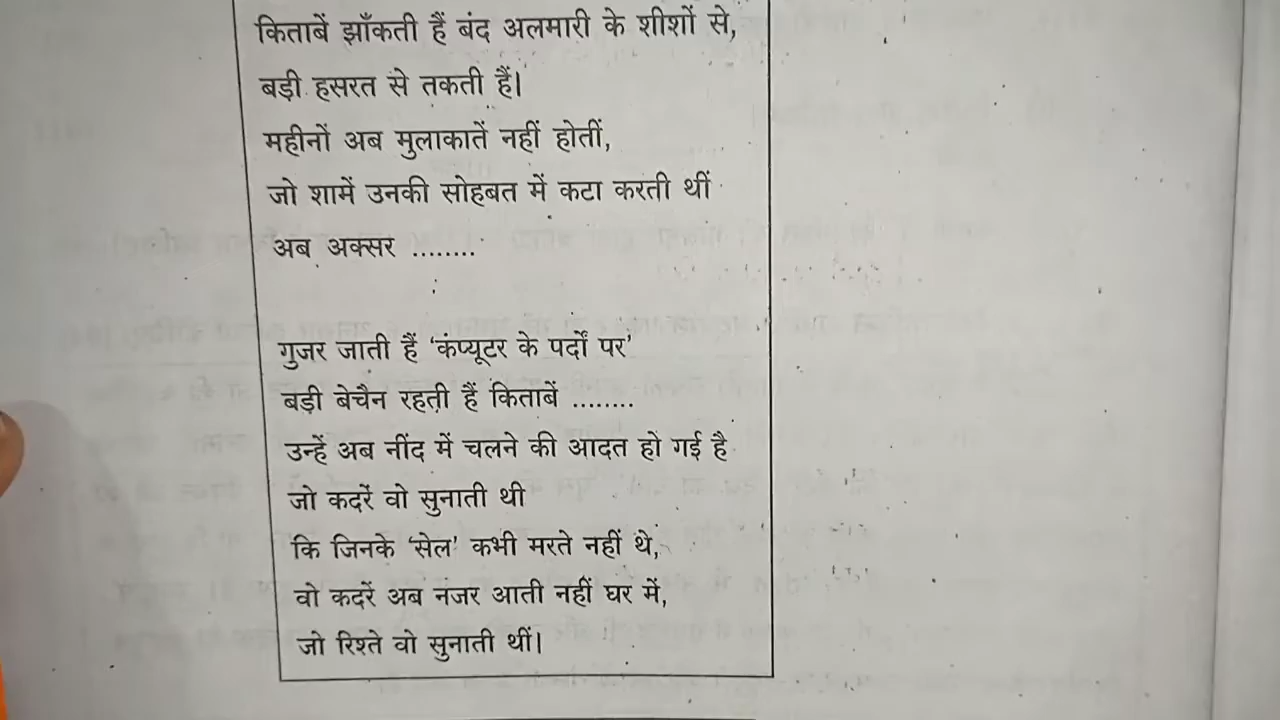 किताबें झाँकती हैं बंद अलमारी के शीशों से,
बड़ी हसरत से तकती हैं।
महीनों अब मुलाकातें नहीं होतीं,
जो शामें उनकी सोहबत में कटा करती थीं
अब अक्सर ........
गुजर जाती हैं ‘कंप्यूटर के पर्दों पर’
बड़ी बेचैन रहती हैं किताबें ........
उन्हें अब नींद में चलने की आदत हो गई है
जो कदरें वो सुनाती थी
कि जिनके ‘सेल’ कभी मरते नहीं थे,
वो कदरें अब नजर आती नहीं घर में,
जो रिश्ते वो सुनाती थीं।